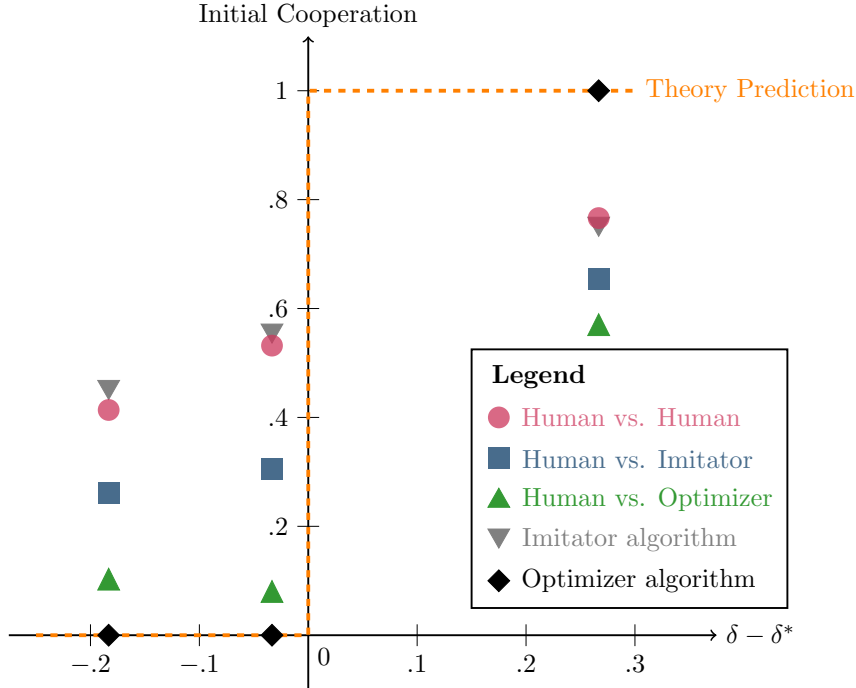 Initial Cooperation
1
Theory Prediction
.8
.6
Legend
Human vs. Human
.4
Human vs. Imitator
Human vs. Optimizer
.2
Imitator algorithm
Optimizer algorithm
δ − δ*
−.2 −.1 0 .1 .2 .3